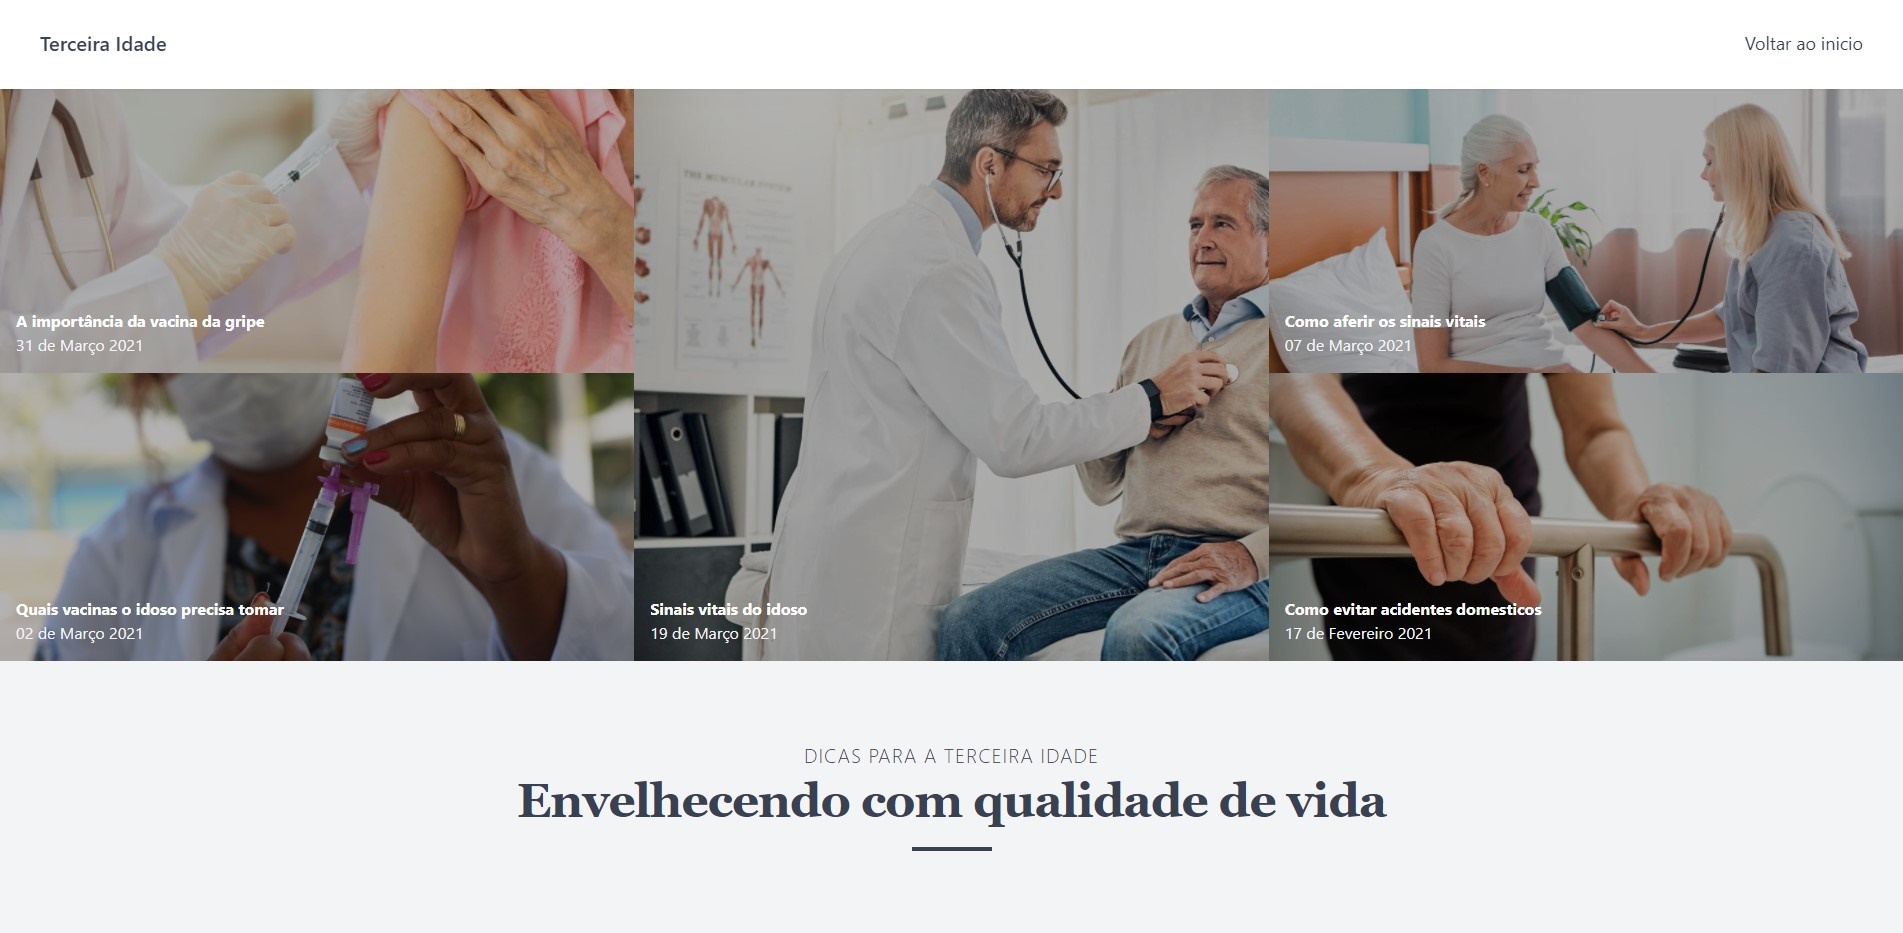 Terceira Idade
Voltar ao inicio
THE MUSCULAR SYSTEM
A importância da vacina da gripe
31 de Março 2021
Como aferir os sinais vitais
07 de Março 2021
Quais vacinas o idoso precisa tomar
02 de Março 2021
Sinais vitais do idoso
19 de Março 2021
Como evitar acidentes domesticos
17 de Fevereiro 2021
DICAS PARA A TERCEIRA IDADE
Envelhecendo com qualidade de vida